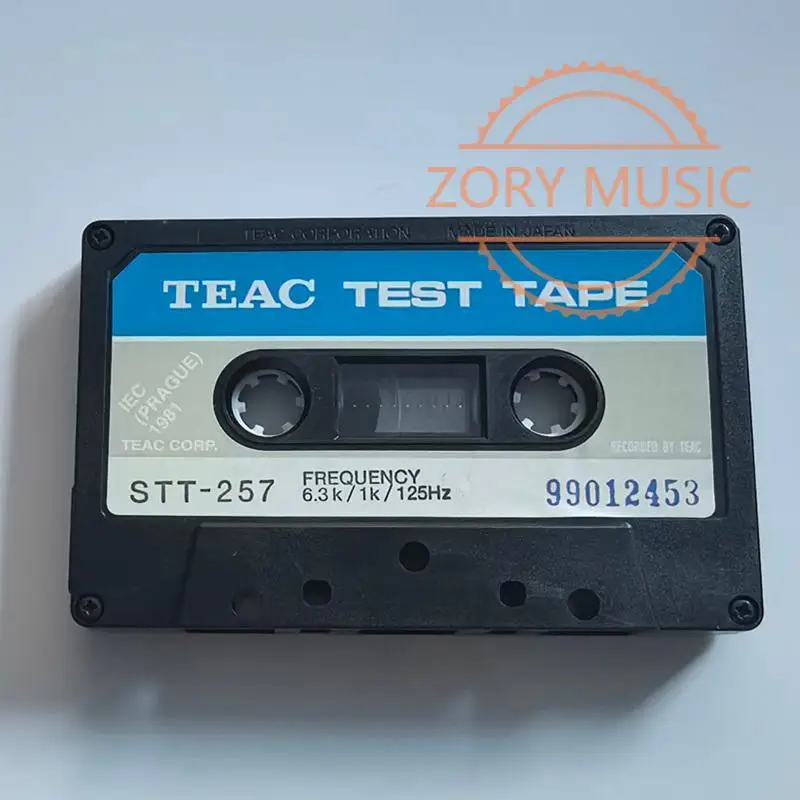 ZORY MUSIC
TEAC CORPORATION MADE IN JAPAN
TEAC TEST TAPE
IEC
(PRAGUE)
1981
TEAC CORP.
RECORDED BY TEAC
STT-257
FREQUENCY
6.3k/1k/125Hz
99012453